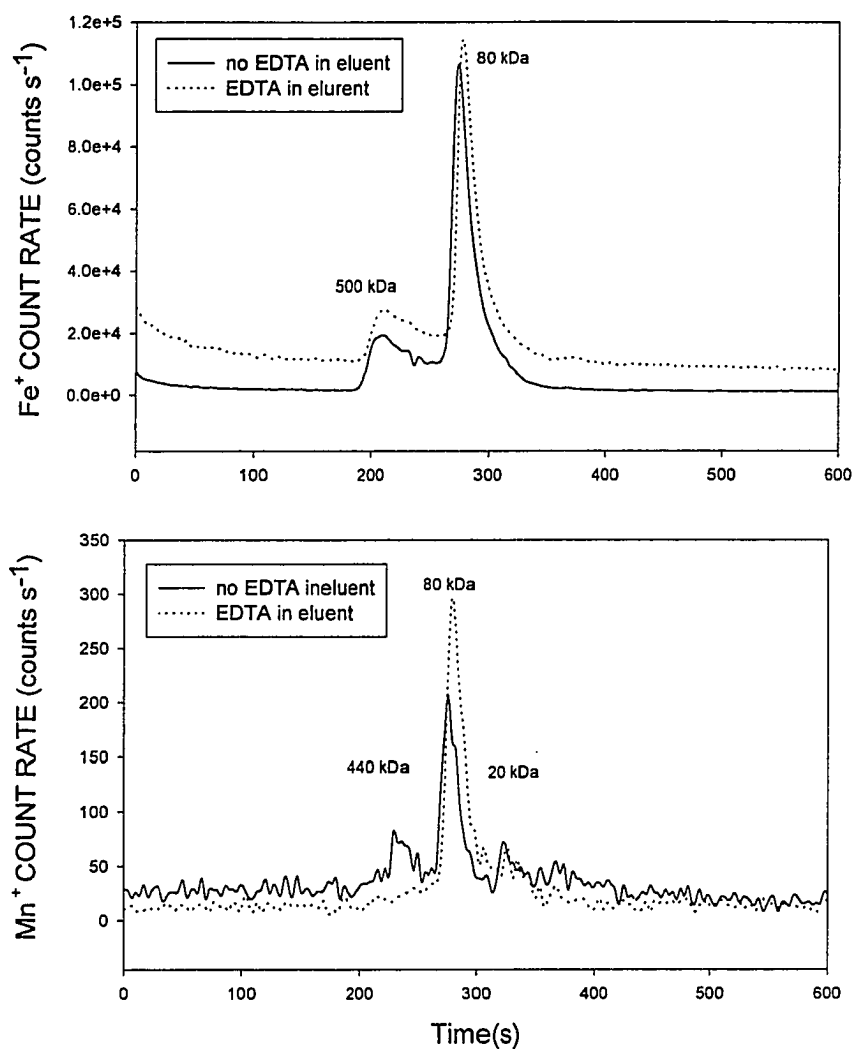 1.2e+5
1.0e+5
8.0e+4
6.0e+4
4.0e+4
2.0e+4
0.0e+0
Fe+ COUNT RATE (counts s−1)
no EDTA in eluent
EDTA in elurent
80 kDa
500 kDa
0 100 200 300 400 500 600
350
300
250
200
150
100
50
0
Mn + COUNT RATE (counts s−1)
no EDTA ineluent
EDTA in eluent
80 kDa
440 kDa
20 kDa
0 100 200 300 400 500 600
Time(s)